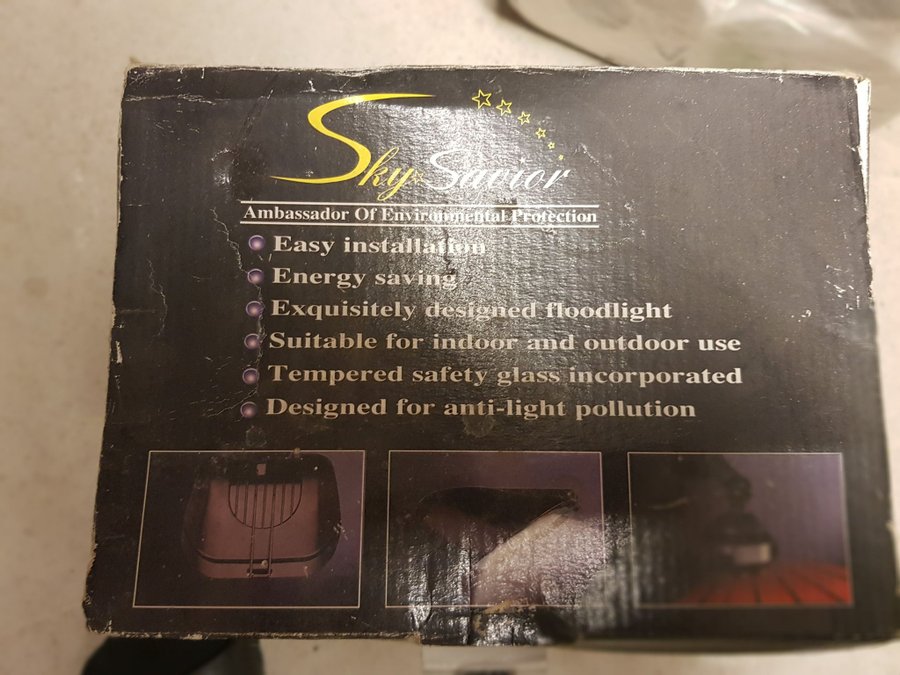 Sky Savior
Ambassador Of Environmental Protection
Easy installation
Energy saving
Exquisitely designed floodlight
Suitable for indoor and outdoor use
Tempered safety glass incorporated
Designed for anti-light pollution